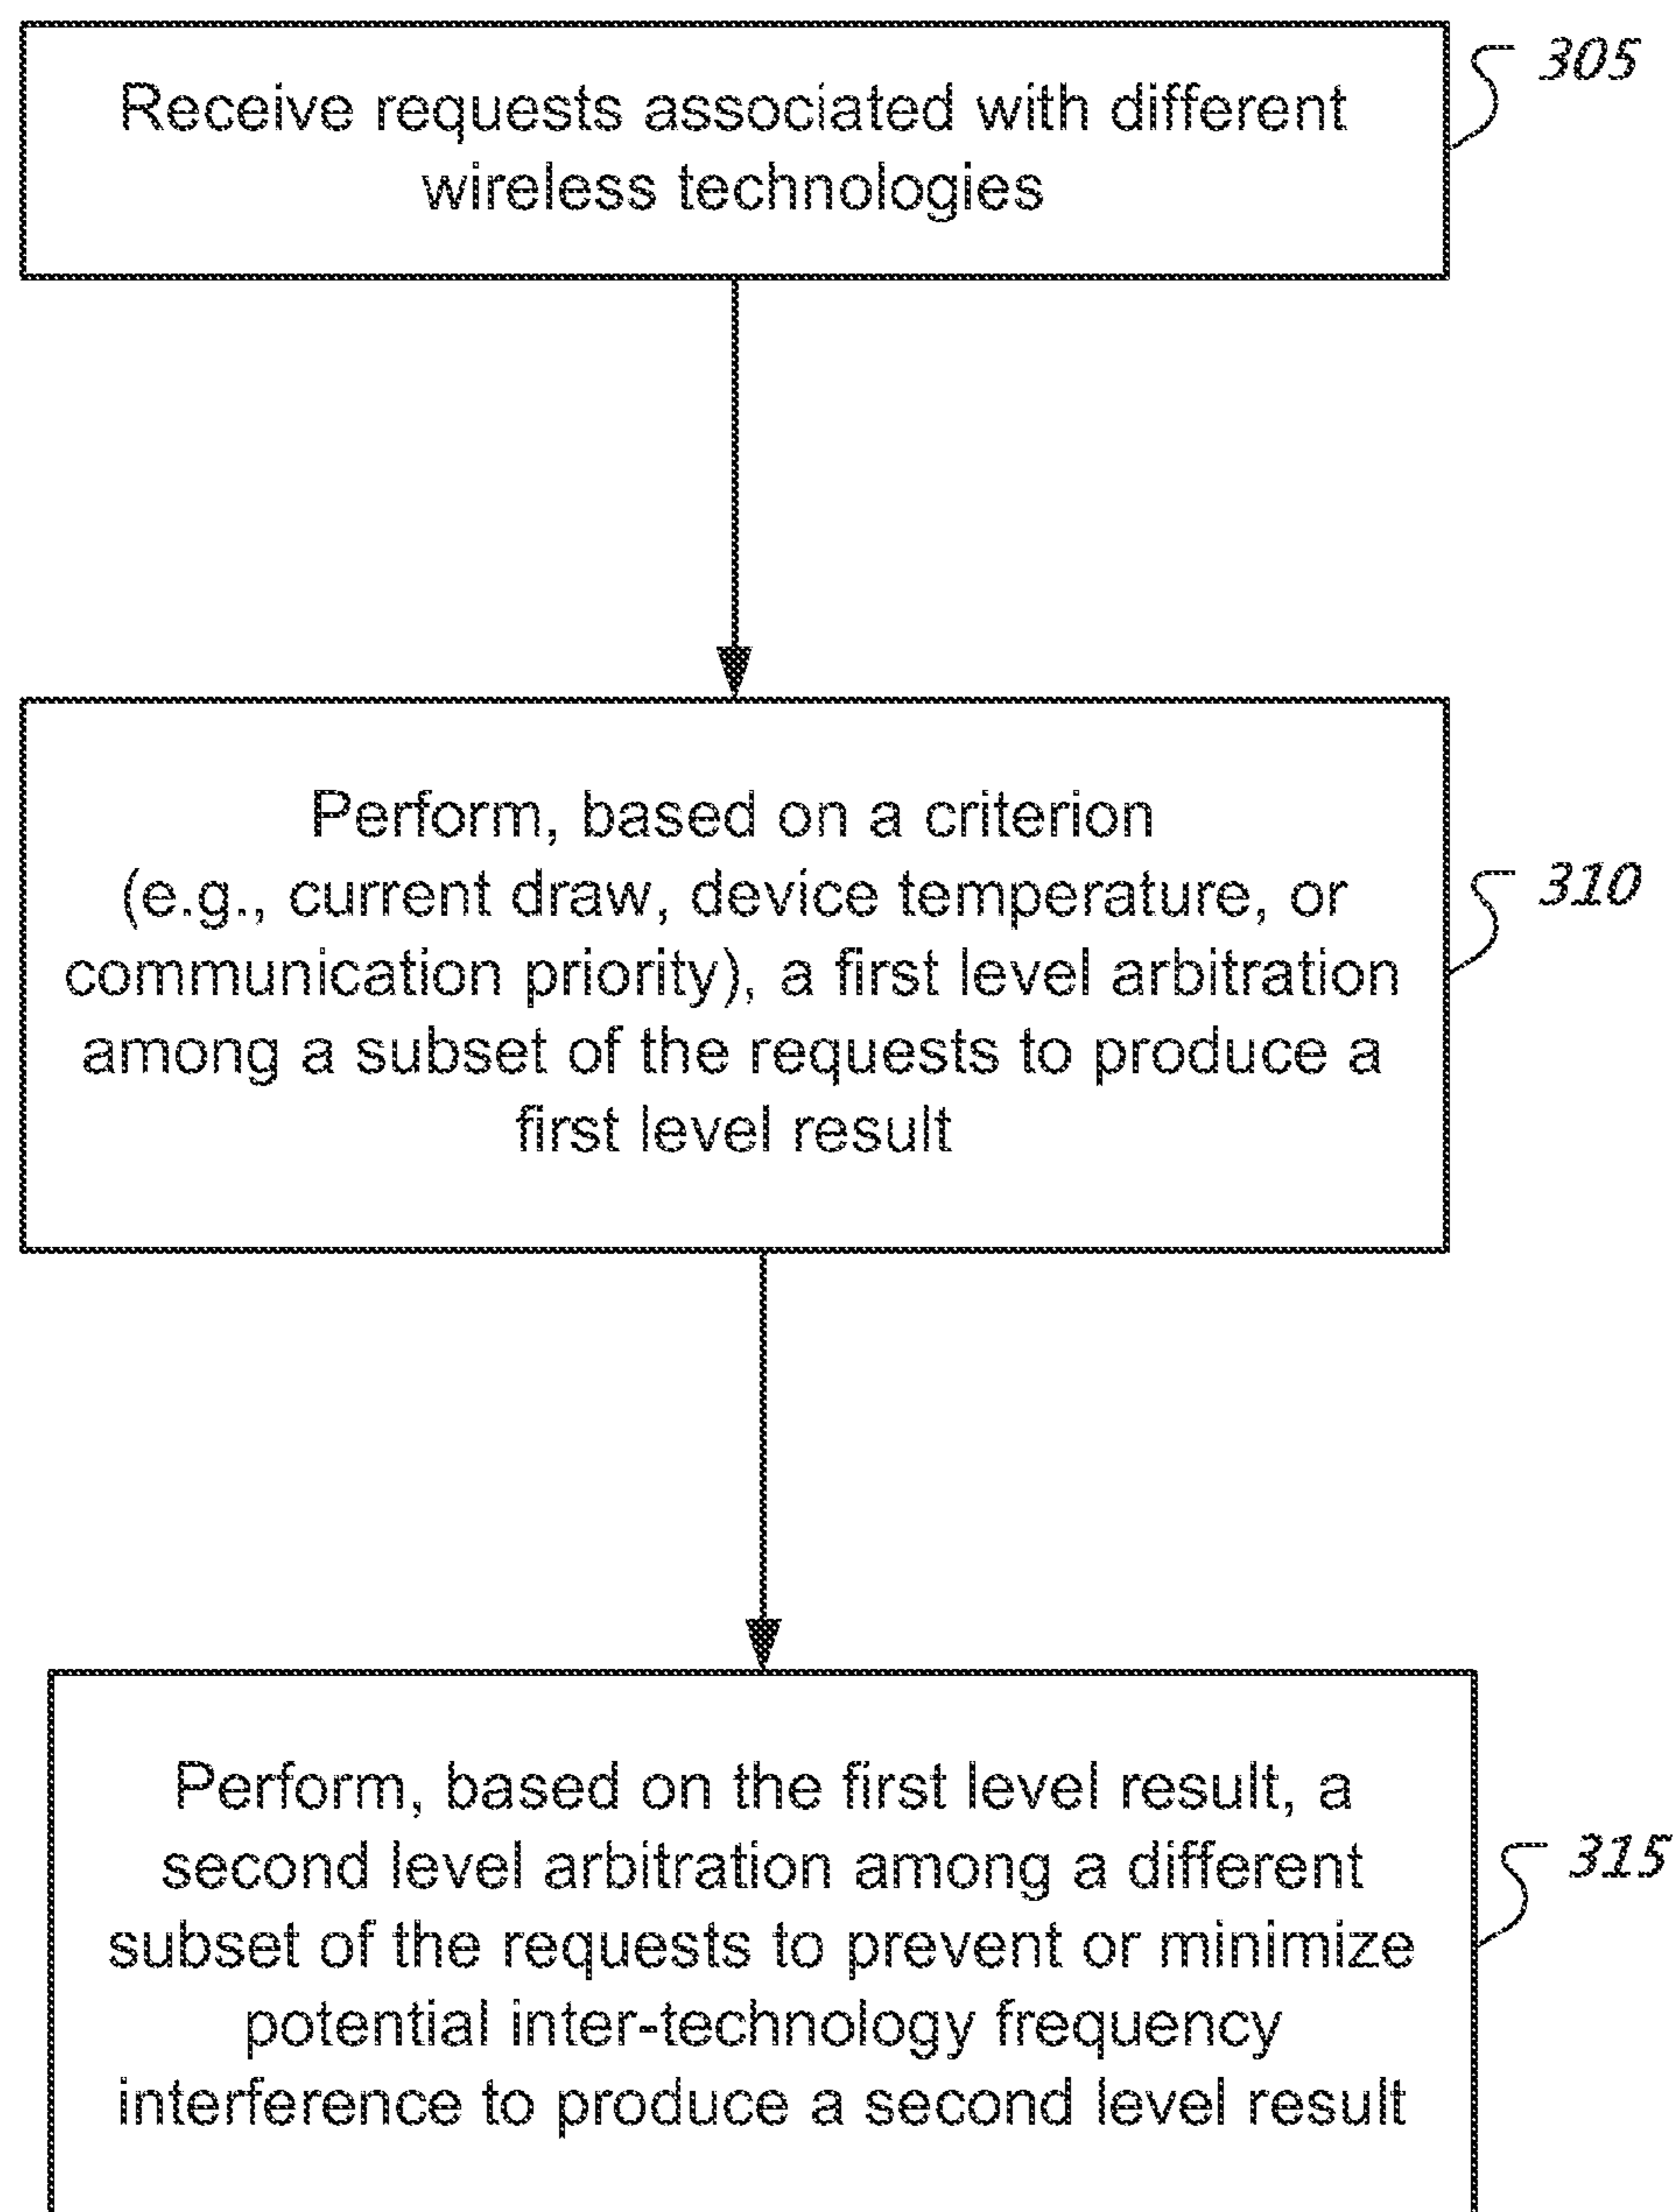 Receive requests associated with different
wireless technologies
305
Perform, based on a criterion
(e.g., current draw, device temperature, or
communication priority), a first level arbitration
among a subset of the requests to produce a
first level result
310
Perform, based on the first level result, a
second level arbitration among a different
subset of the requests to prevent or minimize
potential inter-technology frequency
interference to produce a second level result
315